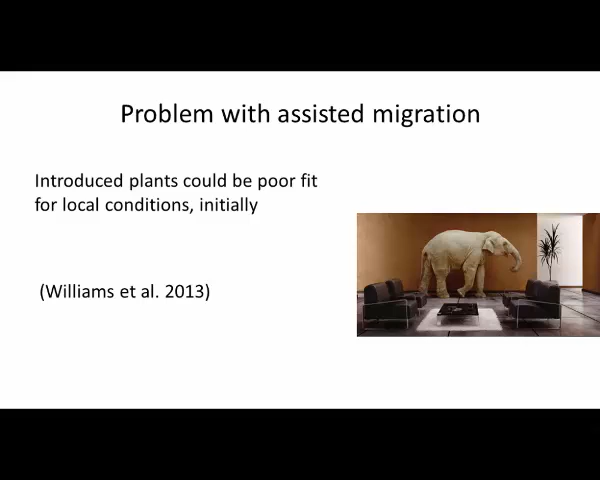 Problem with assisted migration
Introduced plants could be poor fit
for local conditions, initially
(Williams et al. 2013)